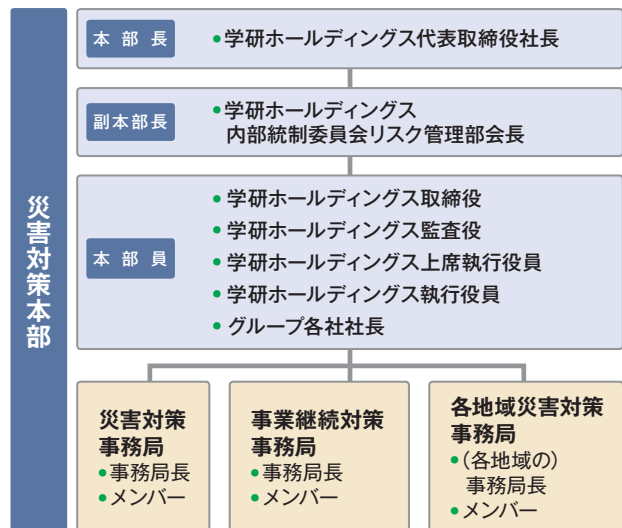 災害対策本部
本部長
●学研ホールディングス代表取締役社長
副本部長
●学研ホールディングス
内部統制委員会リスク管理部会長
本部員
●学研ホールディングス取締役
●学研ホールディングス監査役
●学研ホールディングス上席執行役員
●学研ホールディングス執行役員
●グループ各社社長
災害対策
事務局
●事務局長
●メンバー
事業継続対策
事務局
●事務局長
●メンバー
各地域災害対策
事務局
●(各地域の)
事務局長
●メンバー